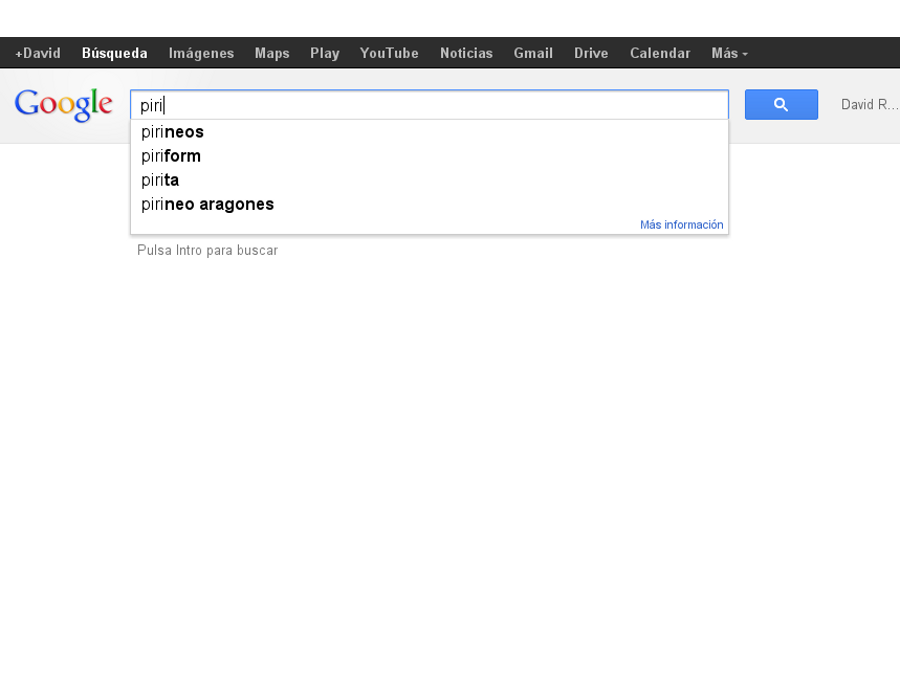 +David Búsqueda Imágenes Maps Play YouTube Noticias Gmail Drive Calendar Más
Google piri David R...
pirineos
piriform
pirita
pirineo aragones
Más información
Pulsa Intro para buscar